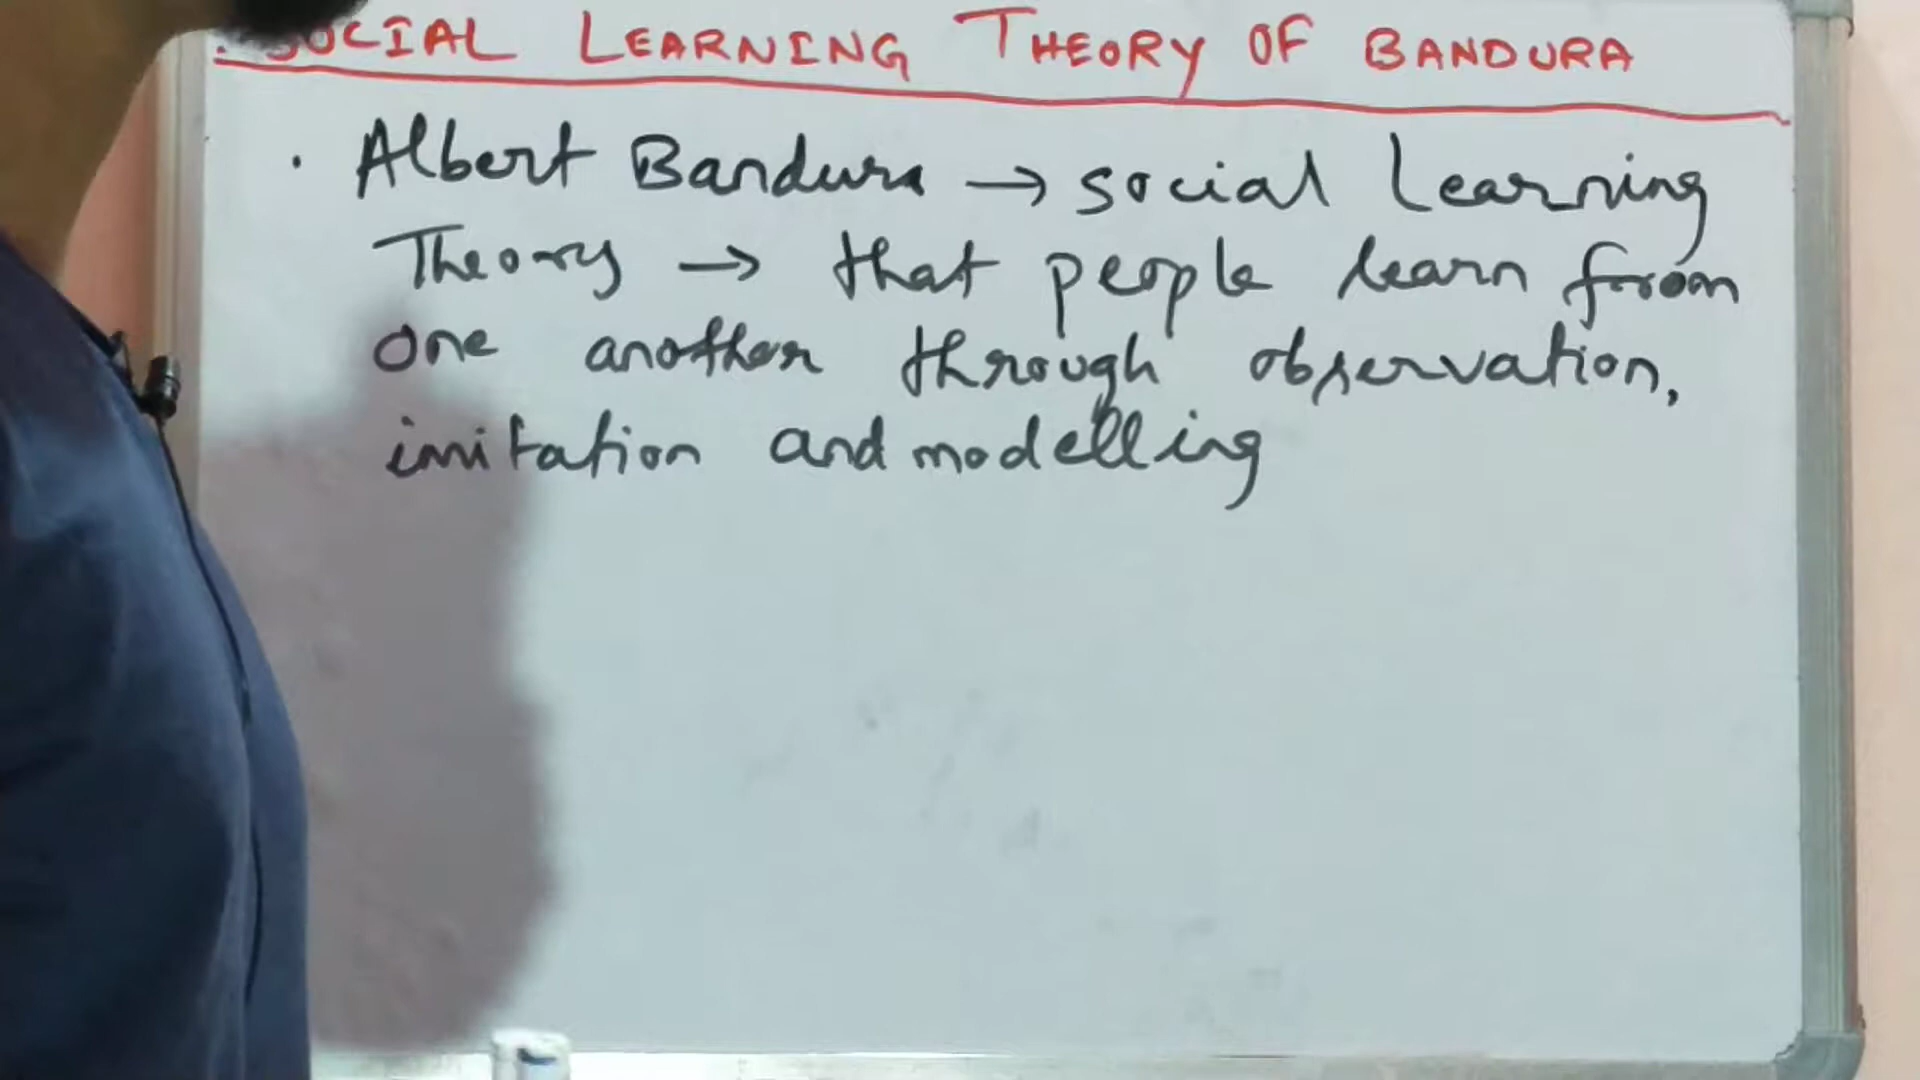 SOCIAL LEARNING THEORY OF BANDURA
. Albert Bandura → social Learning
Theory → that people learn from
one another through observation,
imitation and modelling